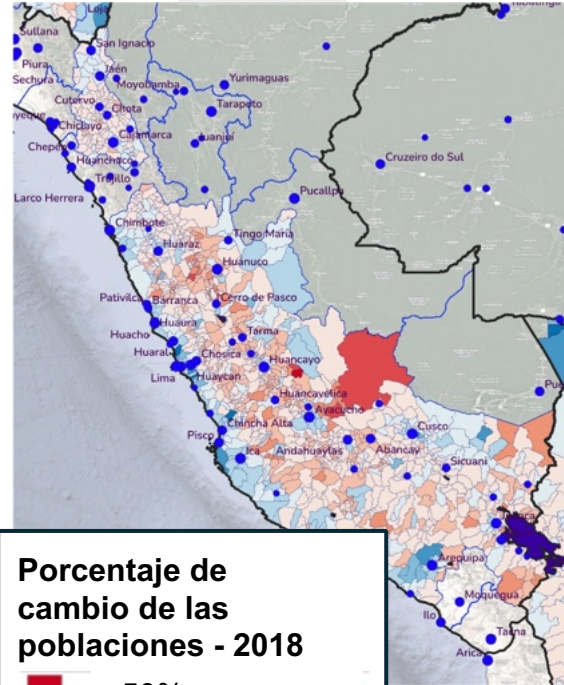 Loja
Sullana
San Ignacio
Piura
Jaén
Sechura
Moyobamba
Yurimaguas
Cutervo
Chota
Tarapoto
ayeque
Chiclayo
Cajamarca
Juanjuí
Chepén
Cruzeiro do Sul
Huanchaco
Trujillo
Larco Herrera
Pucallpa
Chimbote
Tingo María
Huaraz
Huánuco
Pativilca
Barranca
Cerro de Pasco
Huaura
Huacho
Tarma
Huaral
Chosica
Huancayo
Lima
Huaycan
Huancavelica
Ayacucho
Chincha Alta
Cusco
Pisco
Ica
Andahuaylas
Abancay
Sicuani
Arequipa
Moquegua
Ilo
Tacna
Arica
Porcentaje de
cambio de las
poblaciones - 2018